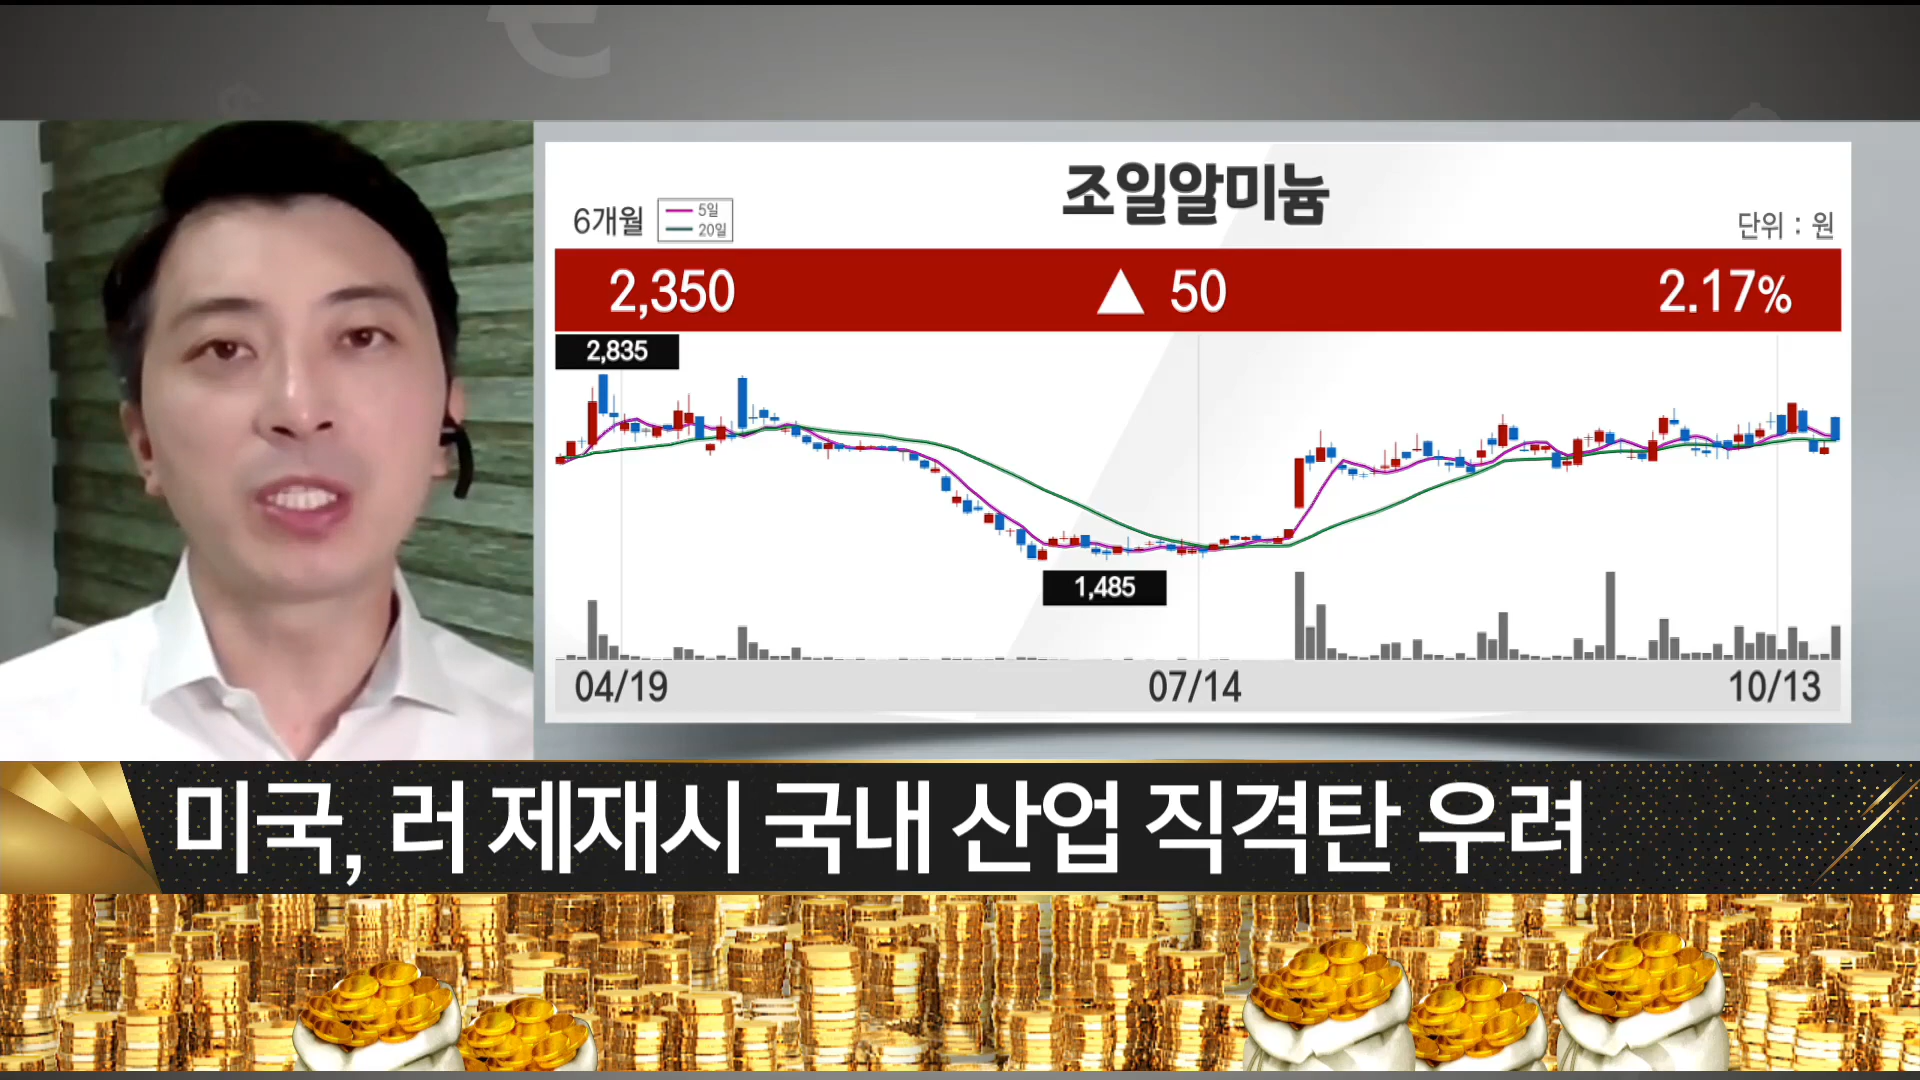 조일알미늄
6개월
5일
20일
단위 : 원
2,350 ▲ 50 2.17%
2,835
1,485
04/19 07/14 10/13
미국, 러 제재시 국내 산업 직격탄 우려